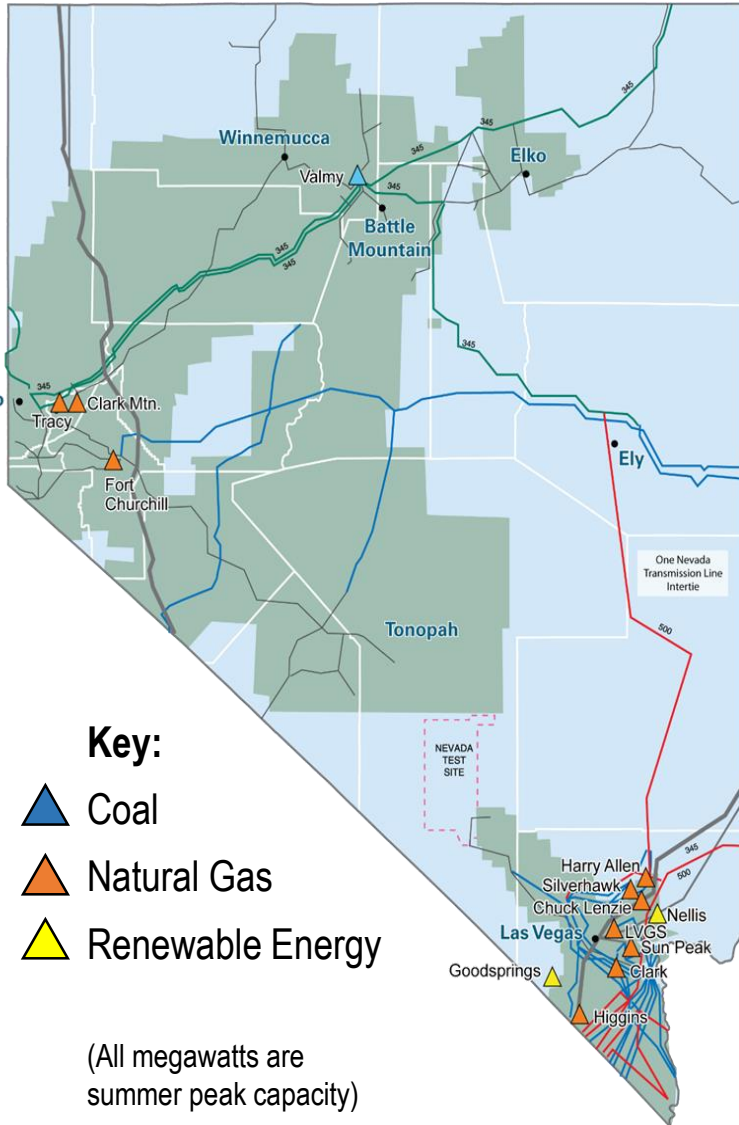 345
345
Winnemucca
345
Elko
Valmy
345
Battle
Mountain
345
345
345
345
Clark Mtn.
Tracy
Ely
Fort
Churchill
One Nevada
Transmission Line
Intertie
500
Tonopah
Key:
NEVADA
TEST
SITE
Coal
345
Harry Allen
500
Natural Gas
Silverhawk
Chuck Lenzie
Nellis
Las Vegas
LVGS
Renewable Energy
Sun Peak
Goodsprings
Clark
Higgins
(All megawatts are
summer peak capacity)